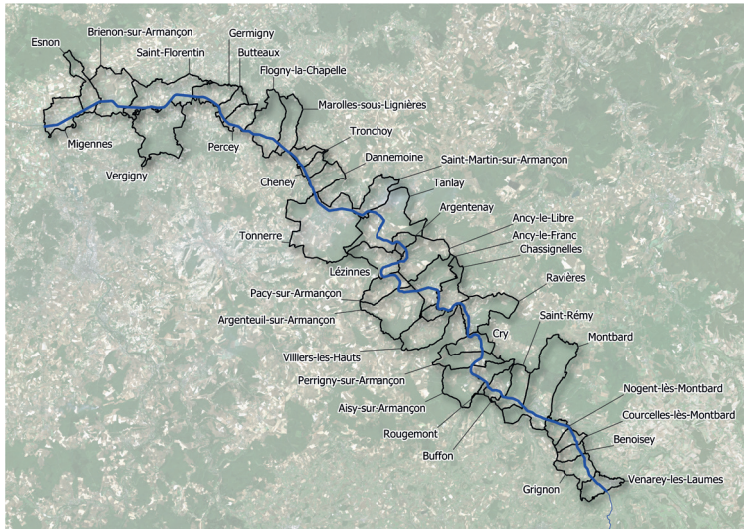 Brienon-sur-Armançon
Germigny
Esnon
Saint-Florentin
Butteaux
Flogny-la-Chapelle
Marolles-sous-Lignières
Tronchoy
Migennes
Percey
Dannemoine
Saint-Martin-sur-Armançon
Vergigny
Cheney
Tanlay
Argentenay
Ancy-le-Libre
Tonnerre
Ancy-le-Franc
Chassignelles
Lézinnes
Ravières
Pacy-sur-Armançon
Saint-Rémy
Argenteuil-sur-Armançon
Cry
Montbard
Villiers-les-Hauts
Perrigny-sur-Armançon
Nogent-lès-Montbard
Aisy-sur-Armançon
Courcelles-lès-Montbard
Rougemont
Benoisey
Buffon
Venarey-les-Laumes
Grignon